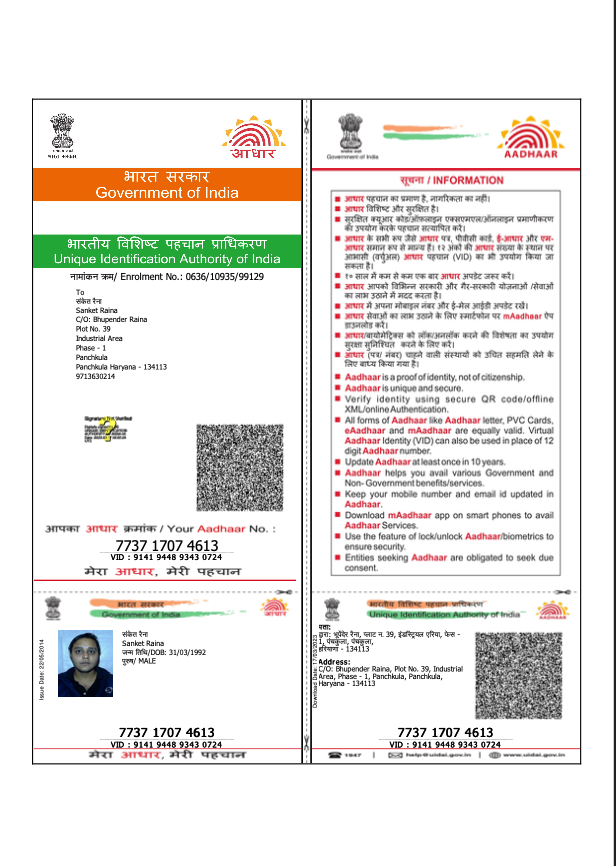 आधार
भारत सरकार
Government of India
भारतीय विशिष्ट पहचान प्राधिकरण
Unique Identification Authority of India
नामांकन क्रम/ Enrolment No.: 0636/10935/99129
To
संकेत रैना
Sanket Raina
C/O: Bhupender Raina
Plot No. 39
Industrial Area
Phase - 1
Panchkula
Panchkula Haryana - 134113
9713630214
Signature Not Verified
आपका आधार क्रमांक / Your Aadhaar No. :
7737 1707 4613
VID : 9141 9448 9343 0724
मेरा आधार, मेरी पहचान
भारत सरकार
Government of India
आधार
Issue Date: 22/05/2014
संकेत रैना
Sanket Raina
जन्म तिथि/DOB: 31/03/1992
पुरुष/ MALE
7737 1707 4613
VID : 9141 9448 9343 0724
मेरा आधार, मेरी पहचान
Government of India
AADHAAR
सूचना / INFORMATION
आधार पहचान का प्रमाण है, नागरिकता का नहीं।
आधार विशिष्ट और सुरक्षित है।
सुरक्षित क्यूआर कोड/ऑफलाइन एक्सएमएल/ऑनलाइन प्रमाणीकरण
का उपयोग करके पहचान सत्यापित करें।
आधार के सभी रूप जैसे आधार पत्र, पीवीसी कार्ड, ई-आधार और एम-
आधार समान रूप से मान्य हैं। १२ अंकों की आधार संख्या के स्थान पर
आभासी (वर्चुअल) आधार पहचान (VID) का भी उपयोग किया जा
सकता है।
१० साल में कम से कम एक बार आधार अपडेट जरूर करें।
आधार आपको विभिन्न सरकारी और गैर-सरकारी योजनाओं /सेवाओं
का लाभ उठाने में मदद करता है।
आधार में अपना मोबाइल नंबर और ई-मेल आईडी अपडेट रखें।
आधार सेवाओं का लाभ उठाने के लिए स्मार्टफोन पर mAadhaar ऐप
डाउनलोड करें।
आधार/बायोमेट्रिक्स को लॉक/अनलॉक करने की विशेषता का उपयोग
सुरक्षा सुनिश्चित करने के लिए करें।
आधार (पत्र/ नंबर) चाहने वाली संस्थाओं को उचित सहमति लेने के
लिए बाध्य किया गया है।
Aadhaar is a proof of identity, not of citizenship.
Aadhaar is unique and secure.
Verify identity using secure QR code/offline
XML/online Authentication.
All forms of Aadhaar like Aadhaar letter, PVC Cards,
eAadhaar and mAadhaar are equally valid. Virtual
Aadhaar Identity (VID) can also be used in place of 12
digit Aadhaar number.
Update Aadhaar at least once in 10 years.
Aadhaar helps you avail various Government and
Non- Government benefits/services.
Keep your mobile number and email id updated in
Aadhaar.
Download mAadhaar app on smart phones to avail
Aadhaar Services.
Use the feature of lock/unlock Aadhaar/biometrics to
ensure security.
Entities seeking Aadhaar are obligated to seek due
consent.
भारतीय विशिष्ट पहचान प्राधिकरण
Unique Identification Authority of India
AADHAAR
पता:
द्वारा: भूपेंदर रैना, प्लाट न. 39, इंडस्ट्रियल एरिया, फेस -
1, पंचकुला, पंचकुला,
हरियाणा - 134113
Address:
C/O: Bhupender Raina, Plot No. 39, Industrial
Area, Phase - 1, Panchkula, Panchkula,
Haryana - 134113
7737 1707 4613
VID : 9141 9448 9343 0724
1947 | help@uidai.gov.in | www.uidai.gov.in